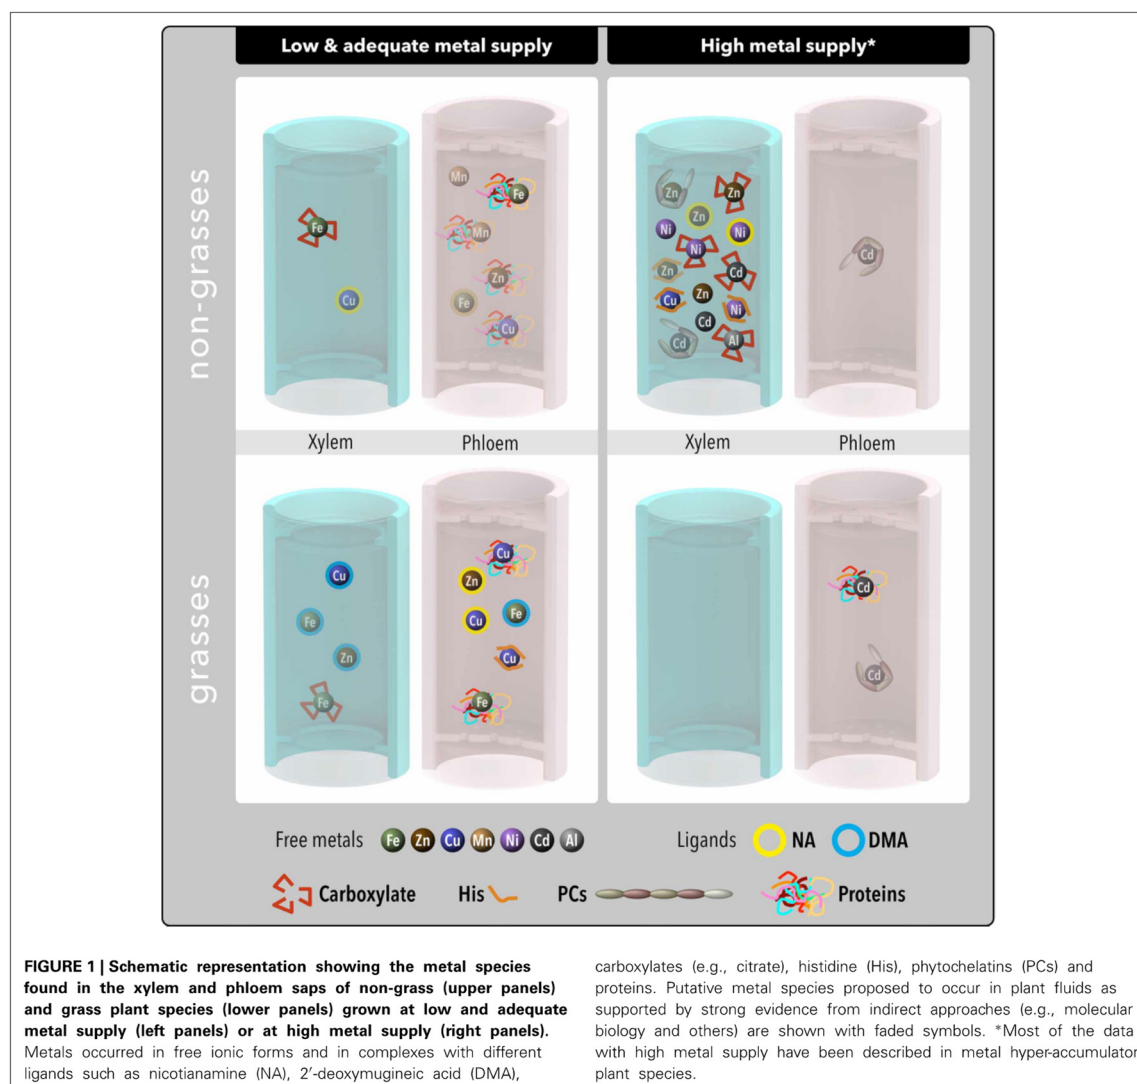 Low & adequate metal supply
High metal supply*
non-grasses
Mn
Fe
Mn
Fe
Zn
Fe
Cu
Cu
Zn
Zn
Zn
Ni
Ni
Ni
Zn
Cd
Cu
Zn
Ni
Cd
Cd
Al
Cd
Xylem
Phloem
Xylem
Phloem
grasses
Cu
Fe
Zn
Fe
Cu
Zn
Cu
Fe
Cu
Fe
Cd
Cd
Free metals Fe Zn Cu Mn Ni Cd Al
Ligands NA DMA
Carboxylate His PCs Proteins
FIGURE 1 | Schematic representation showing the metal species
found in the xylem and phloem saps of non-grass (upper panels)
and grass plant species (lower panels) grown at low and adequate
metal supply (left panels) or at high metal supply (right panels).
Metals occurred in free ionic forms and in complexes with different
ligands such as nicotianamine (NA), 2′-deoxymugineic acid (DMA),
carboxylates (e.g., citrate), histidine (His), phytochelatins (PCs) and
proteins. Putative metal species proposed to occur in plant fluids as
supported by strong evidence from indirect approaches (e.g., molecular
biology and others) are shown with faded symbols. *Most of the data
with high metal supply have been described in metal hyper-accumulator
plant species.